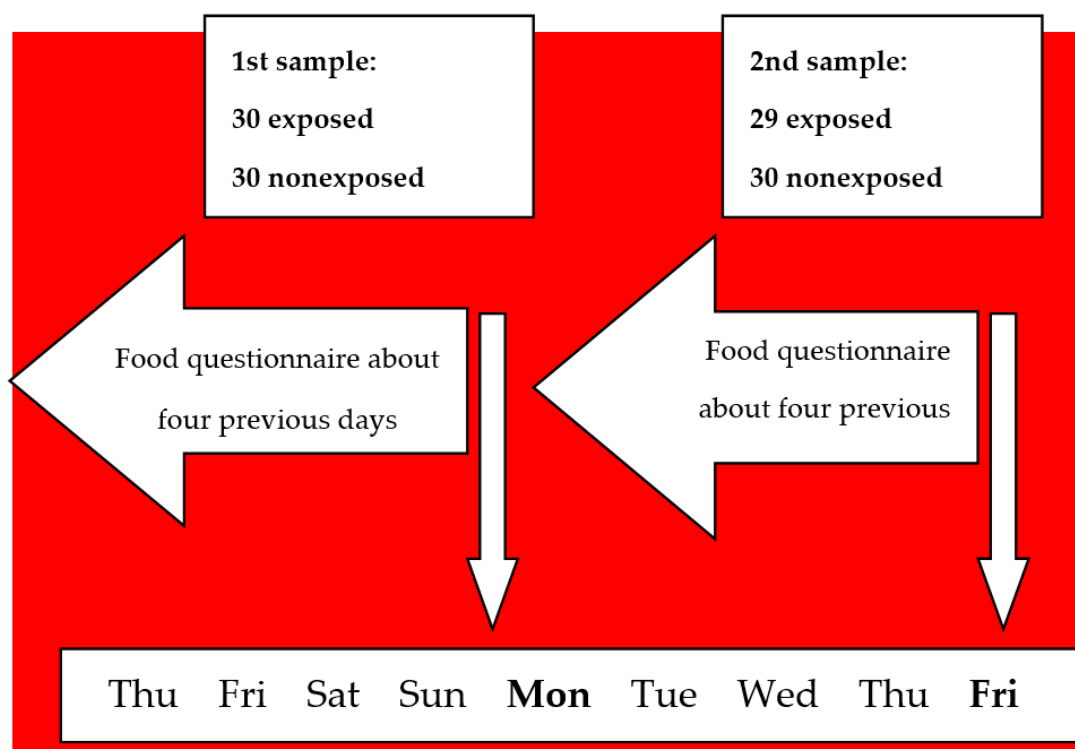 1st sample:
30 exposed
30 nonexposed
2nd sample:
29 exposed
30 nonexposed
Food questionnaire about
four previous days
Food questionnaire
about four previous
Thu Fri Sat Sun Mon Tue Wed Thu Fri